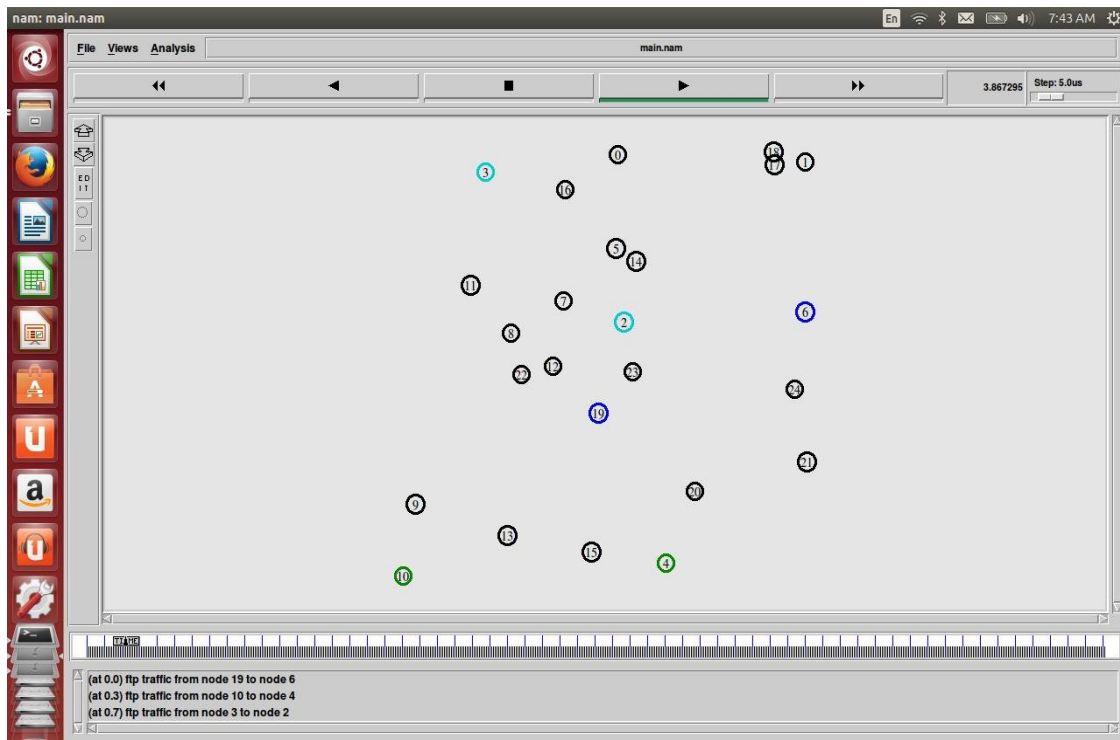 nam: main.nam
En
7:43 AM
File Views Analysis
main.nam
3.867295
Step: 5.0us
ED
IT
0
18
17
1
3
16
5
14
11
7
2
6
8
12
22
23
24
19
21
20
9
13
15
4
10
TIME
(at 0.0) ftp traffic from node 19 to node 6
(at 0.3) ftp traffic from node 10 to node 4
(at 0.7) ftp traffic from node 3 to node 2